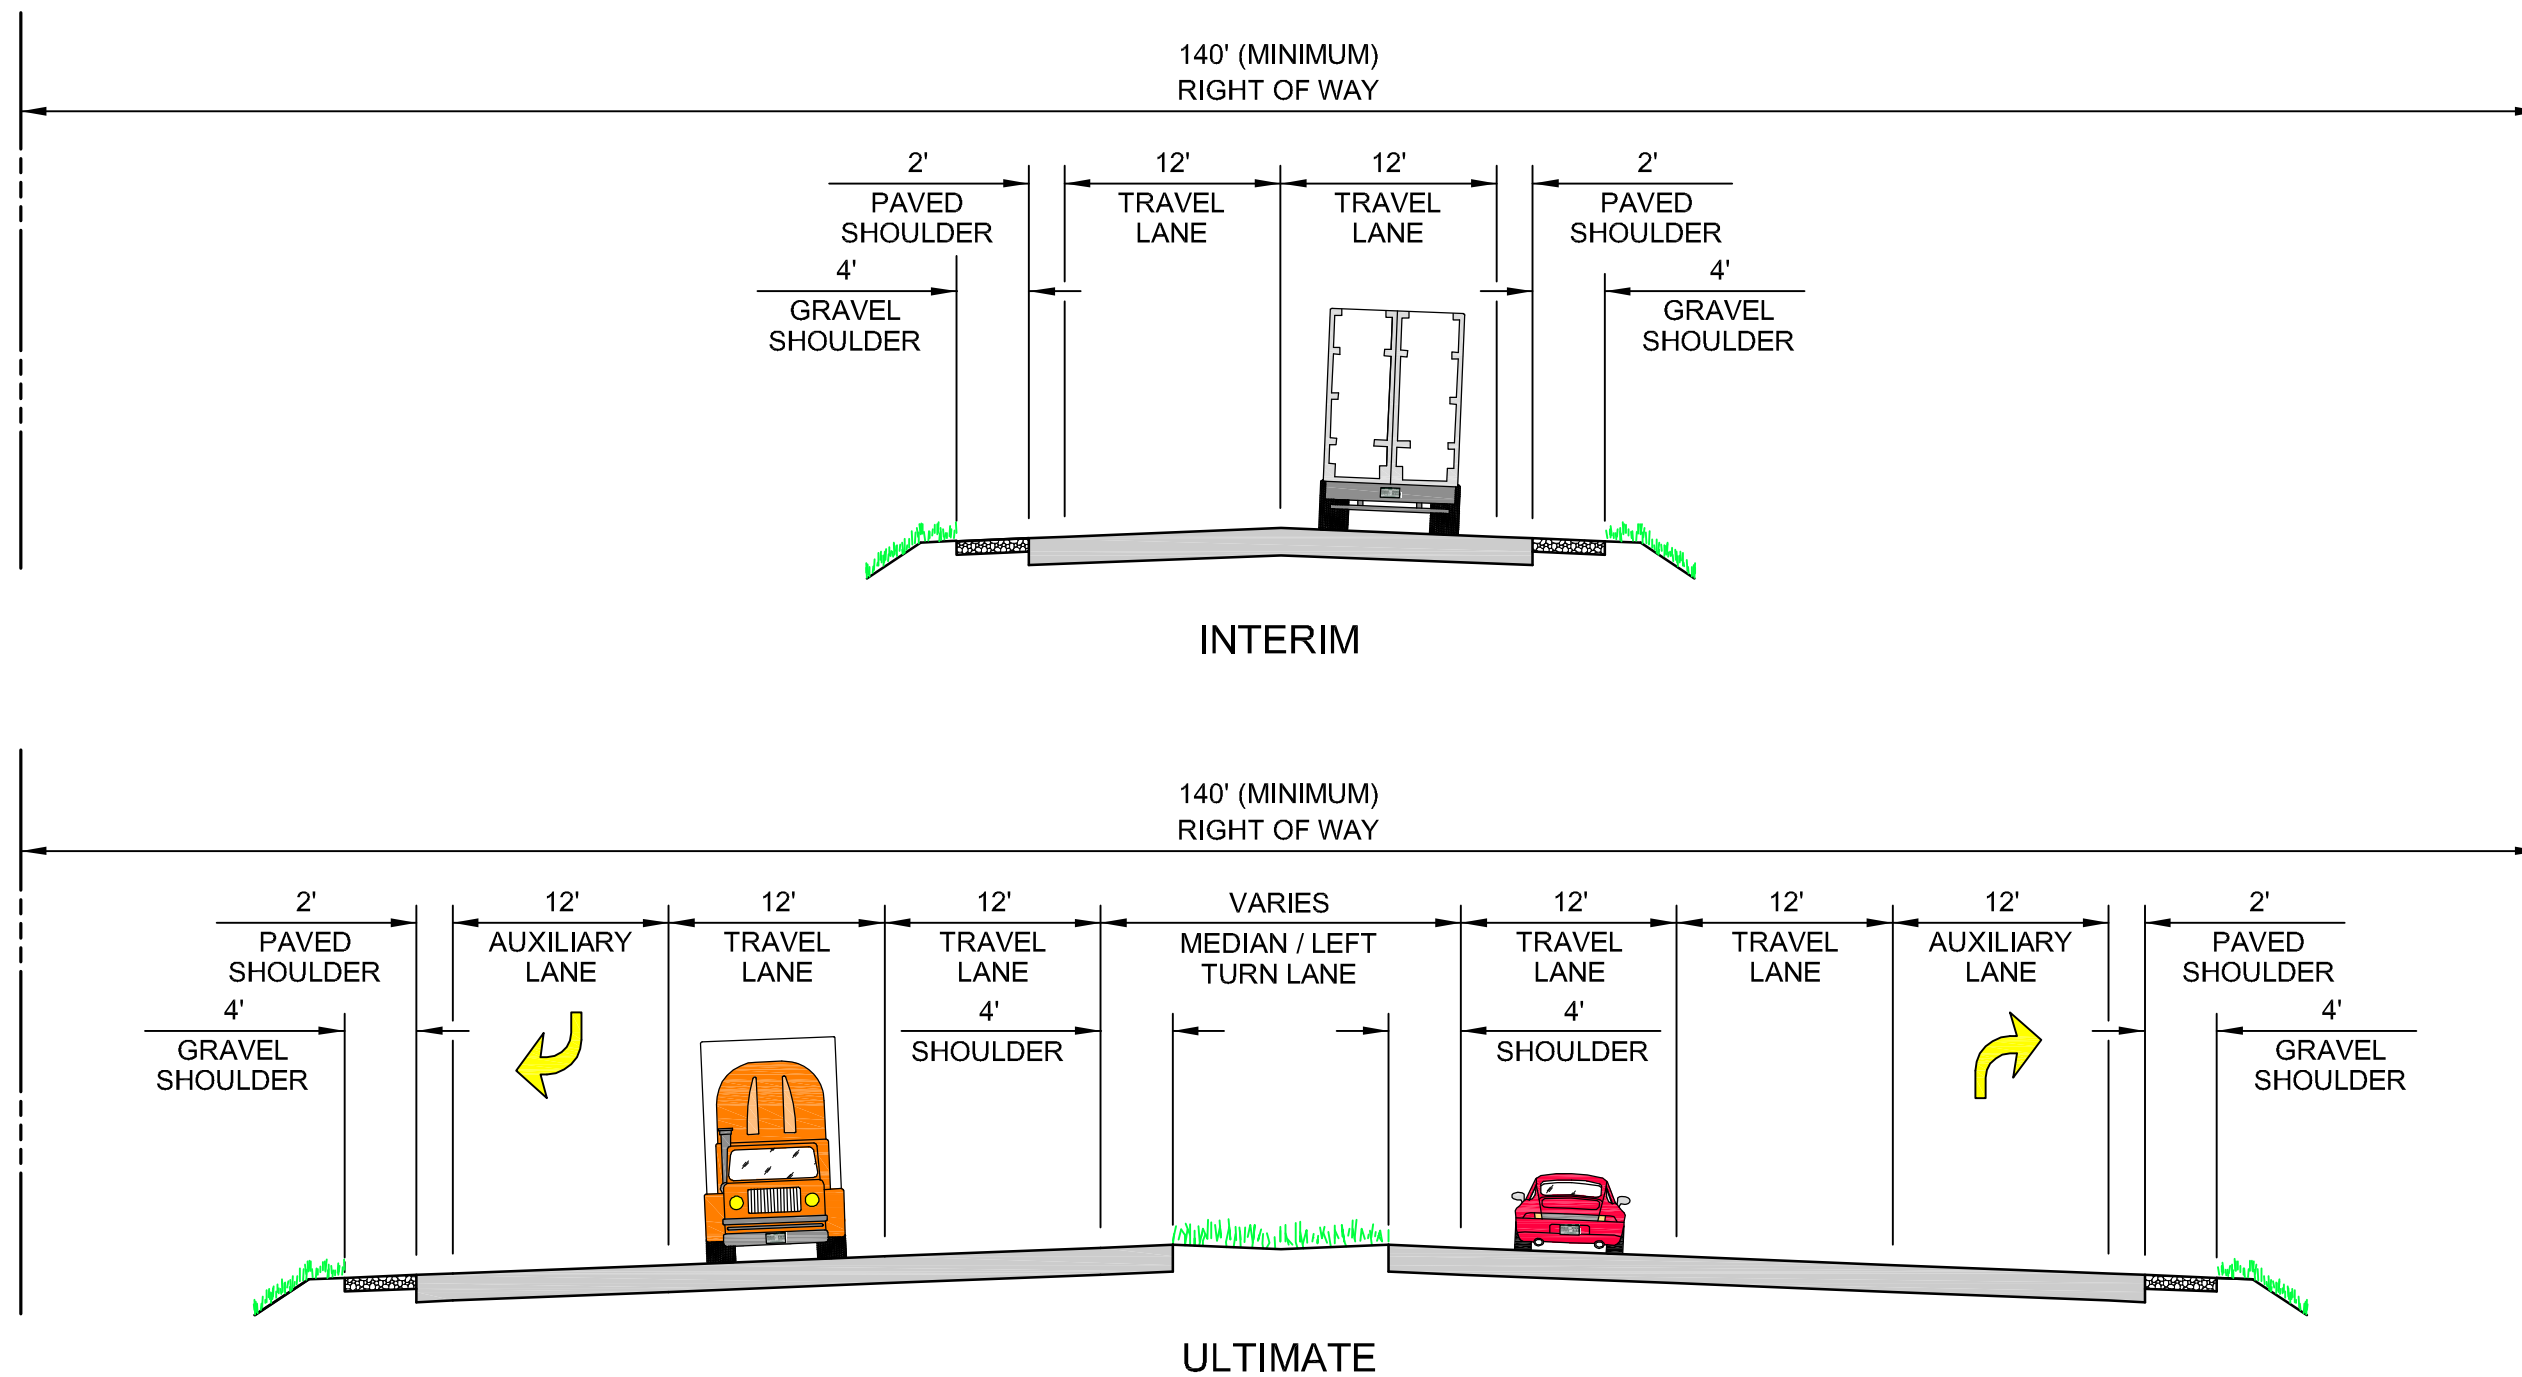 140' (MINIMUM)
RIGHT OF WAY
2' 12' 12' 2'
PAVED TRAVEL TRAVEL PAVED
SHOULDER LANE LANE SHOULDER
4' 4'
GRAVEL GRAVEL
SHOULDER SHOULDER
INTERIM
140' (MINIMUM)
RIGHT OF WAY
2' 12' 12' 12' VARIES 12' 12' 12' 2'
PAVED AUXILIARY TRAVEL TRAVEL MEDIAN / LEFT TRAVEL TRAVEL AUXILIARY PAVED
SHOULDER LANE LANE LANE TURN LANE LANE LANE LANE SHOULDER
4' 4' 4' 4'
GRAVEL SHOULDER SHOULDER GRAVEL
SHOULDER SHOULDER
ULTIMATE